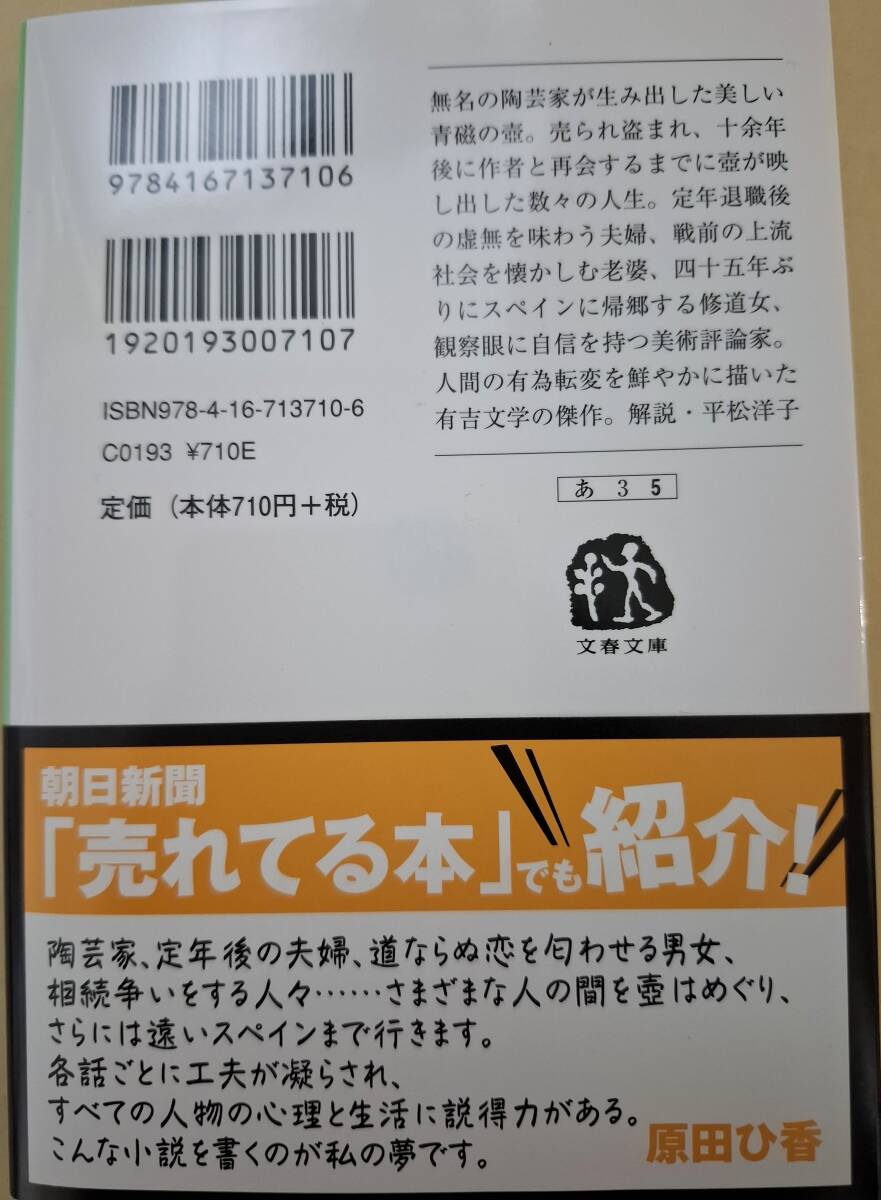 9784167137106
1920193007107
ISBN978-4-16-713710-6
C0193 ¥710E
定価（本体710円＋税）
無名の陶芸家が生み出した美しい
青磁の壺。売られ盗まれ、十余年
後に作者と再会するまでに壺が映
し出した数々の人生。定年退職後
の虚無を味わう夫婦、戦前の上流
社会を懐かしむ老婆、四十五年ぶ
りにスペインに帰郷する修道女、
観察眼に自信を持つ美術評論家。
人間の有為転変を鮮やかに描いた
有吉文学の傑作。解説・平松洋子
あ 3 5
文春文庫
朝日新聞
「売れてる本」でも紹介！
陶芸家、定年後の夫婦、道ならぬ恋を匂わせる男女、
相続争いをする人々……さまざまな人の間を壺はめぐり、
さらには遠いスペインまで行きます。
各話ごとに工夫が凝らされ、
すべての人物の心理と生活に説得力がある。
こんな小説を書くのが私の夢です。
原田ひ香